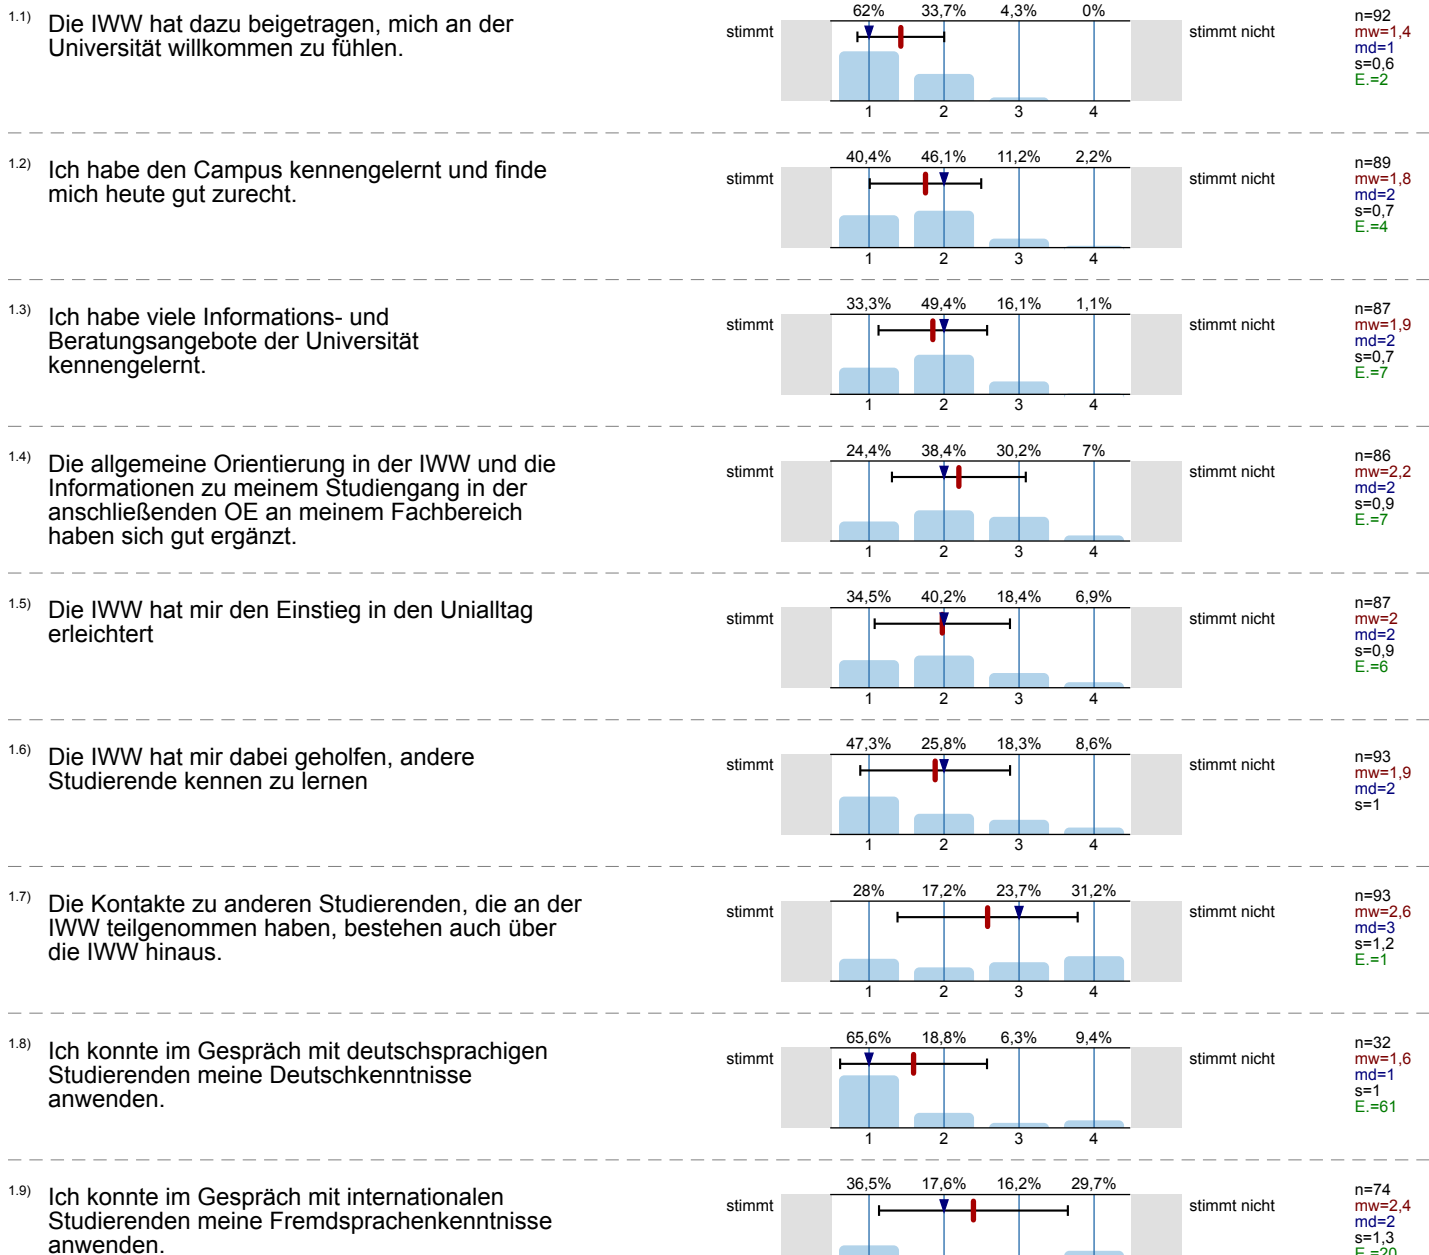 1.1) Die IWW hat dazu beigetragen, mich an der
Universität willkommen zu fühlen.
stimmt
62% 33,7% 4,3% 0%
1 2 3 4
stimmt nicht
n=92
mw=1,4
md=1
s=0,6
E.=2
1.2) Ich habe den Campus kennengelernt und finde
mich heute gut zurecht.
stimmt
40,4% 46,1% 11,2% 2,2%
1 2 3 4
stimmt nicht
n=89
mw=1,8
md=2
s=0,7
E.=4
1.3) Ich habe viele Informations- und
Beratungsangebote der Universität
kennengelernt.
stimmt
33,3% 49,4% 16,1% 1,1%
1 2 3 4
stimmt nicht
n=87
mw=1,9
md=2
s=0,7
E.=7
1.4) Die allgemeine Orientierung in der IWW und die
Informationen zu meinem Studiengang in der
anschließenden OE an meinem Fachbereich
haben sich gut ergänzt.
stimmt
24,4% 38,4% 30,2% 7%
1 2 3 4
stimmt nicht
n=86
mw=2,2
md=2
s=0,9
E.=7
1.5) Die IWW hat mir den Einstieg in den Unialltag
erleichtert
stimmt
34,5% 40,2% 18,4% 6,9%
1 2 3 4
stimmt nicht
n=87
mw=2
md=2
s=0,9
E.=6
1.6) Die IWW hat mir dabei geholfen, andere
Studierende kennen zu lernen
stimmt
47,3% 25,8% 18,3% 8,6%
1 2 3 4
stimmt nicht
n=93
mw=1,9
md=2
s=1
1.7) Die Kontakte zu anderen Studierenden, die an der
IWW teilgenommen haben, bestehen auch über
die IWW hinaus.
stimmt
28% 17,2% 23,7% 31,2%
1 2 3 4
stimmt nicht
n=93
mw=2,6
md=3
s=1,2
E.=1
1.8) Ich konnte im Gespräch mit deutschsprachigen
Studierenden meine Deutschkenntnisse
anwenden.
stimmt
65,6% 18,8% 6,3% 9,4%
1 2 3 4
stimmt nicht
n=32
mw=1,6
md=1
s=1
E.=61
1.9) Ich konnte im Gespräch mit internationalen
Studierenden meine Fremdsprachenkenntnisse
anwenden.
stimmt
36,5% 17,6% 16,2% 29,7%
stimmt nicht
n=74
mw=2,4
md=2
s=1,3
E.=20